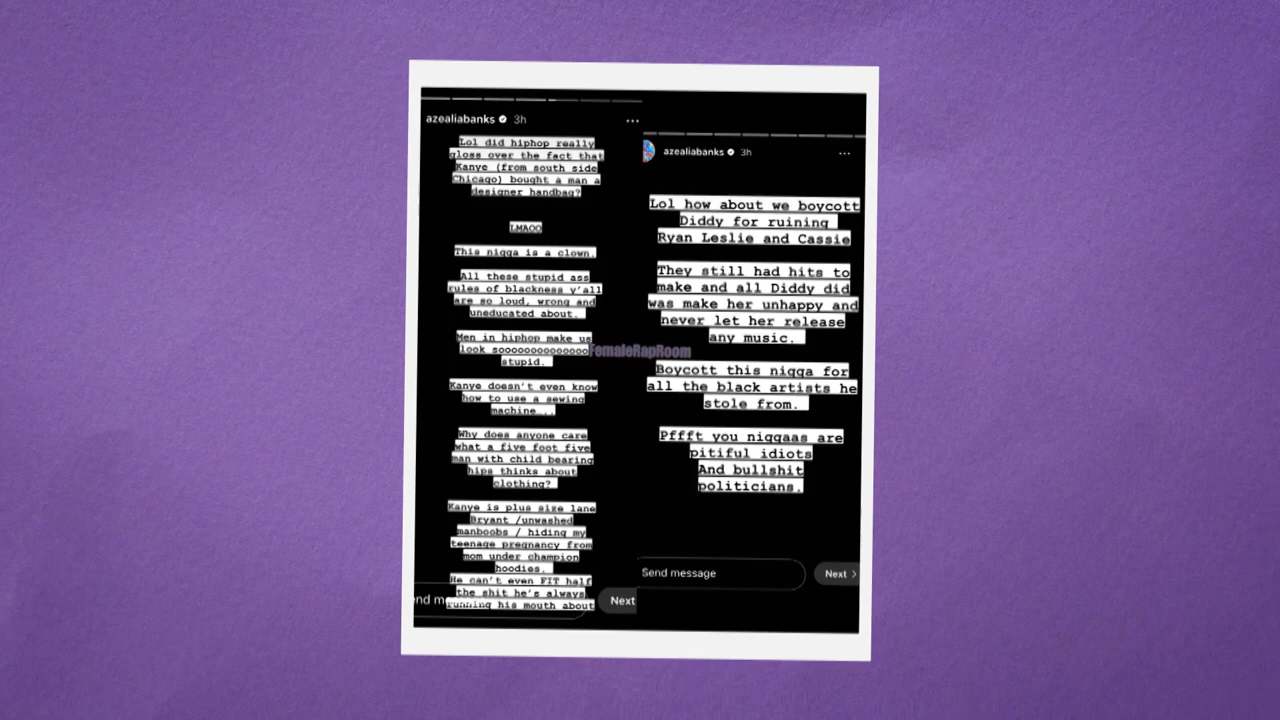 azealiabanks 3h
Lol did hiphop really
gloss over the fact that
Kanye (from south side
Chicago) bought a man a
designer handbag?
LMAOO
This nigga is a clown.
All these stupid ass
rules of blackness y'all
are so loud, wrong and
uneducated about.
Men in hiphop make us
look soooooooooooooo
stupid.
Kanye doesn't even know
how to use a sewing
machine...
Why does anyone care
what a five foot five
man with child bearing
hips thinks about
clothing?
Kanye is plus size lane
Bryant /unwashed
manboobs / hiding my
teenage pregnancy from
mom under champion
hoodies.
He can't even FIT half
the shit he's always
running his mouth about
Next
FemaleRapRoom
azealiabanks 3h
Lol how about we boycott
Diddy for ruining
Ryan Leslie and Cassie
They still had hits to
make and all Diddy did
was make her unhappy and
never let her release
any music.
Boycott this nigga for
all the black artists he
stole from.
Pffft you niggaas are
pitiful idiots
And bullshit
politicians.
Send message
Next